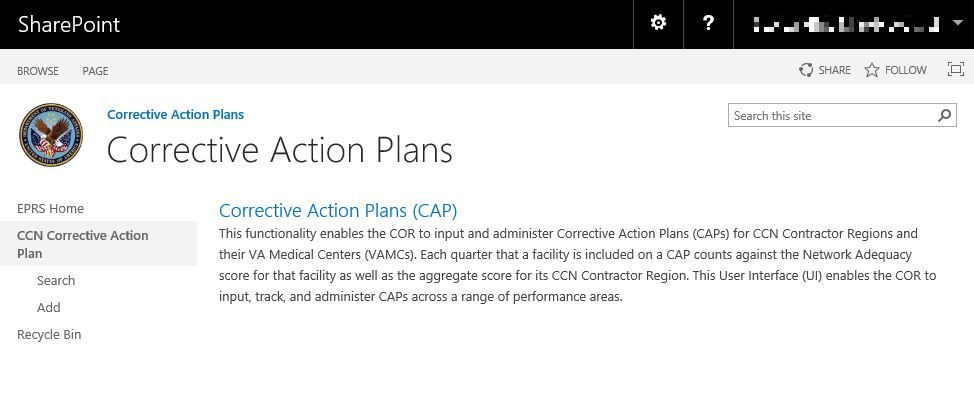 SharePoint
?
BROWSE PAGE
SHARE FOLLOW
Corrective Action Plans
Corrective Action Plans
Search this site
EPRS Home
CCN Corrective Action
Plan
Search
Add
Recycle Bin
Corrective Action Plans (CAP)
This functionality enables the COR to input and administer Corrective Action Plans (CAPs) for CCN Contractor Regions and
their VA Medical Centers (VAMCs). Each quarter that a facility is included on a CAP counts against the Network Adequacy
score for that facility as well as the aggregate score for its CCN Contractor Region. This User Interface (UI) enables the COR to
input, track, and administer CAPs across a range of performance areas.